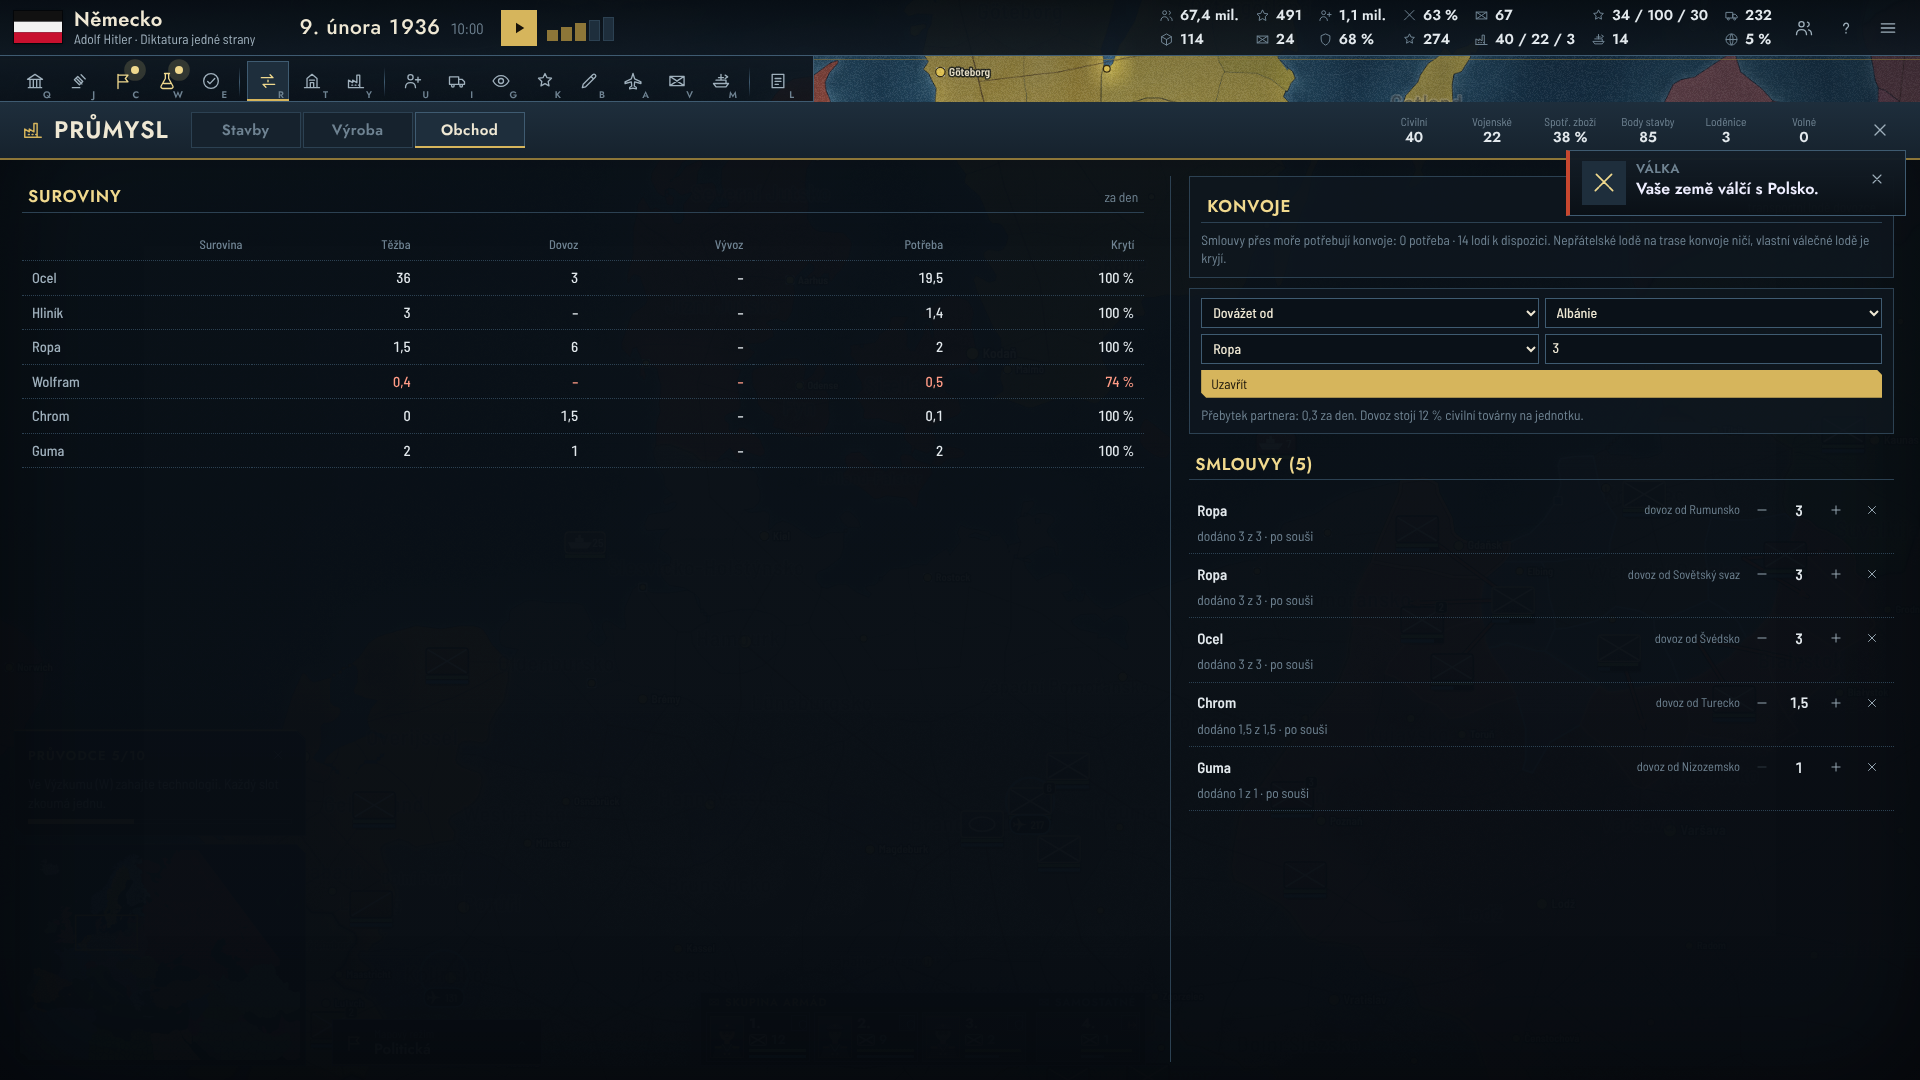 Německo
Adolf Hitler · Diktatura jedné strany
9. února 1936 10:00
67,4 mil. 491 1,1 mil. 63 % 67 34 / 100 / 30 232
114 24 68 % 274 40 / 22 / 3 14 5 %
Q J C W E R T Y U I G K B A V M L
Göteborg
PRŮMYSL
Stavby
Výroba
Obchod
Civilní 40
Vojenské 22
Spotř. zboží 38 %
Body stavby 85
Loděnice 3
Volné 0
VÁLKA
Vaše země válčí s Polsko.
SUROVINY za den
Surovina Těžba Dovoz Vývoz Potřeba Krytí
Ocel 36 3 – 19,5 100 %
Hliník 3 – – 1,4 100 %
Ropa 1,5 6 – 2 100 %
Wolfram 0,4 – – 0,5 74 %
Chrom 0 1,5 – 0,1 100 %
Guma 2 1 – 2 100 %
KONVOJE
Smlouvy přes moře potřebují konvoje: 0 potřeba · 14 lodí k dispozici. Nepřátelské lodě na trase konvoje ničí, vlastní válečné lodě je
kryjí.
Dovážet od
Albánie
Ropa
3
Uzavřít
Přebytek partnera: 0,3 za den. Dovoz stojí 12 % civilní továrny na jednotku.
SMLOUVY (5)
Ropa dovoz od Rumunsko − 3 +
dodáno 3 z 3 · po souši
Ropa dovoz od Sovětský svaz − 3 +
dodáno 3 z 3 · po souši
Ocel dovoz od Švédsko − 3 +
dodáno 3 z 3 · po souši
Chrom dovoz od Turecko − 1,5 +
dodáno 1,5 z 1,5 · po souši
Guma dovoz od Nizozemsko − 1 +
dodáno 1 z 1 · po souši